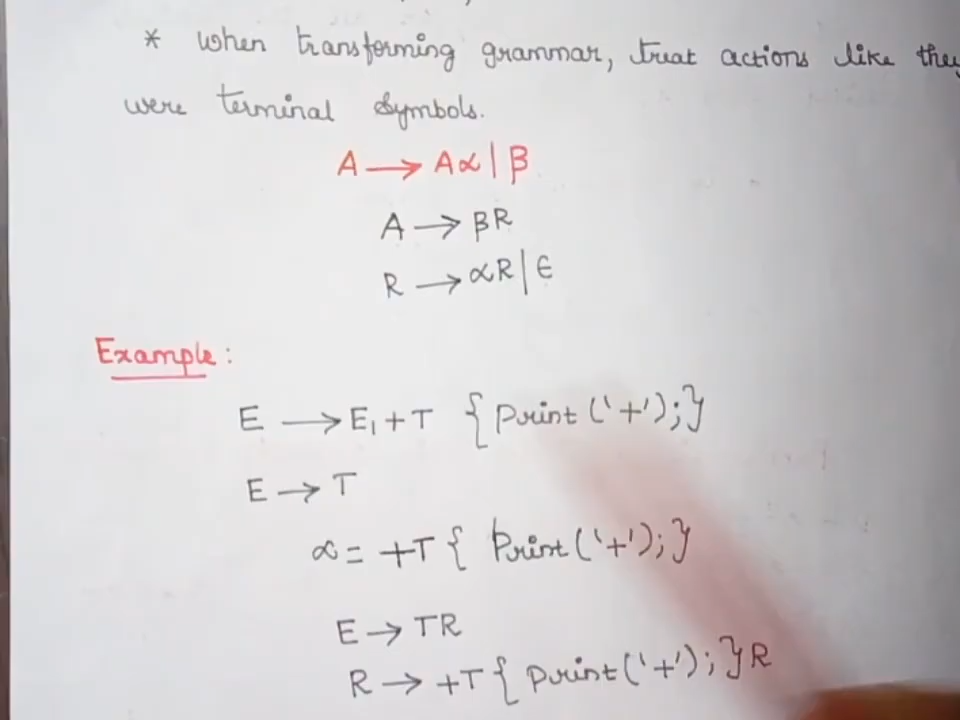 * when transforming grammar, treat actions like they
were terminal symbols.
A → Aα | β
A → βR
R → αR | ϵ
Example:
E → E₁ + T { Print ('+'); }
E → T
α = +T { Print ('+'); }
E → TR
R → +T { Print ('+'); } R